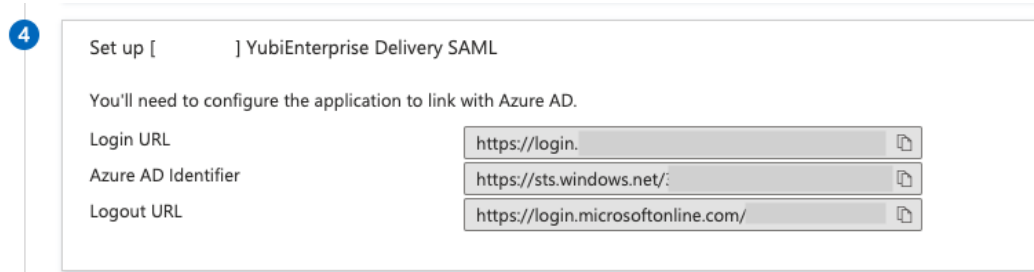 4
Set up [ ] YubiEnterprise Delivery SAML
You'll need to configure the application to link with Azure AD.
Login URL https://login.
Azure AD Identifier https://sts.windows.net/
Logout URL https://login.microsoftonline.com/